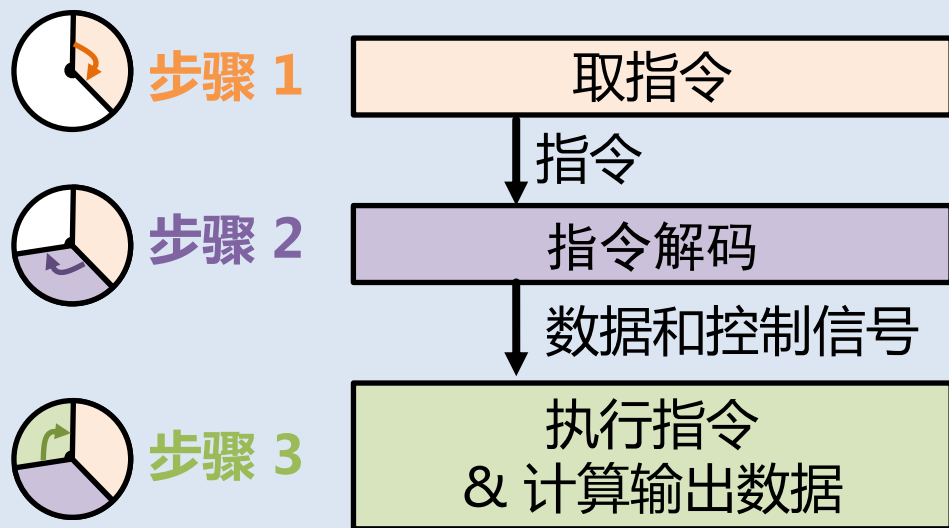 步骤 1
取指令
指令
步骤 2
指令解码
数据和控制信号
步骤 3
执行指令
& 计算输出数据